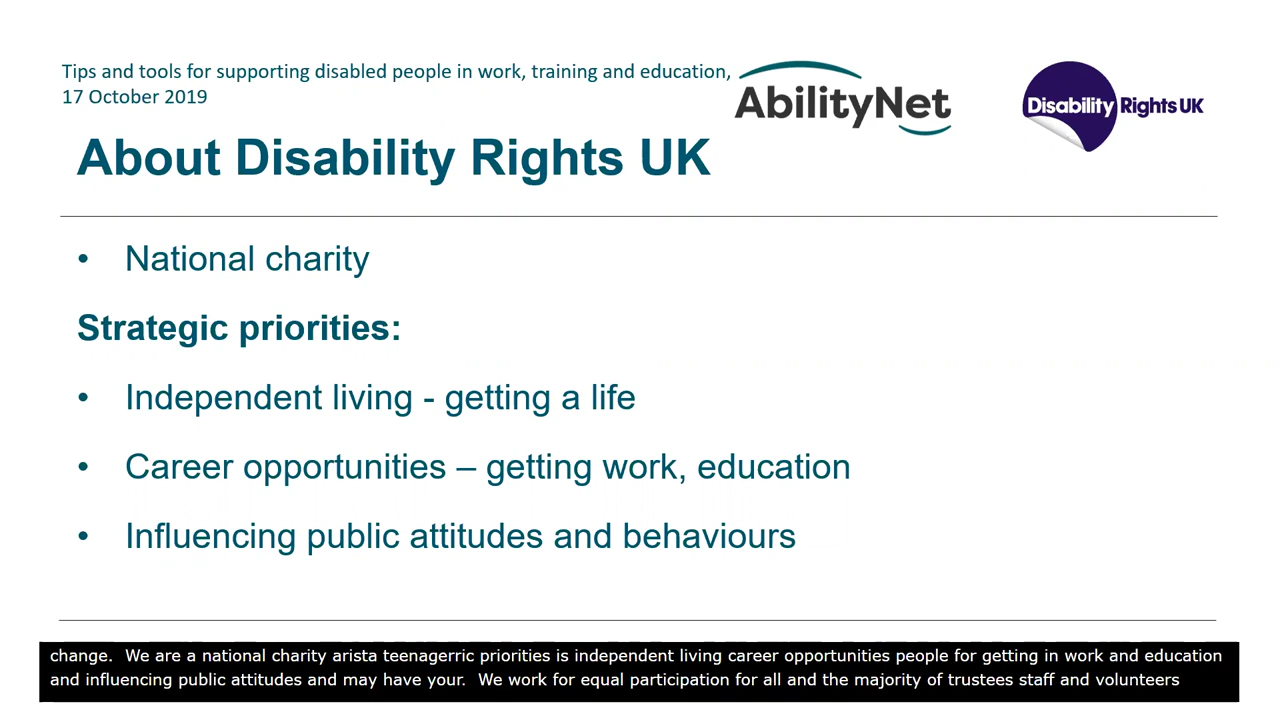 Tips and tools for supporting disabled people in work, training and education,
17 October 2019
AbilityNet
Disability Rights UK
About Disability Rights UK
• National charity
Strategic priorities:
• Independent living - getting a life
• Career opportunities – getting work, education
• Influencing public attitudes and behaviours
change.  We are a national charity arista teenagerric priorities is independent living career opportunities people for getting in work and education
and influencing public attitudes and may have your.  We work for equal participation for all and the majority of trustees staff and volunteers